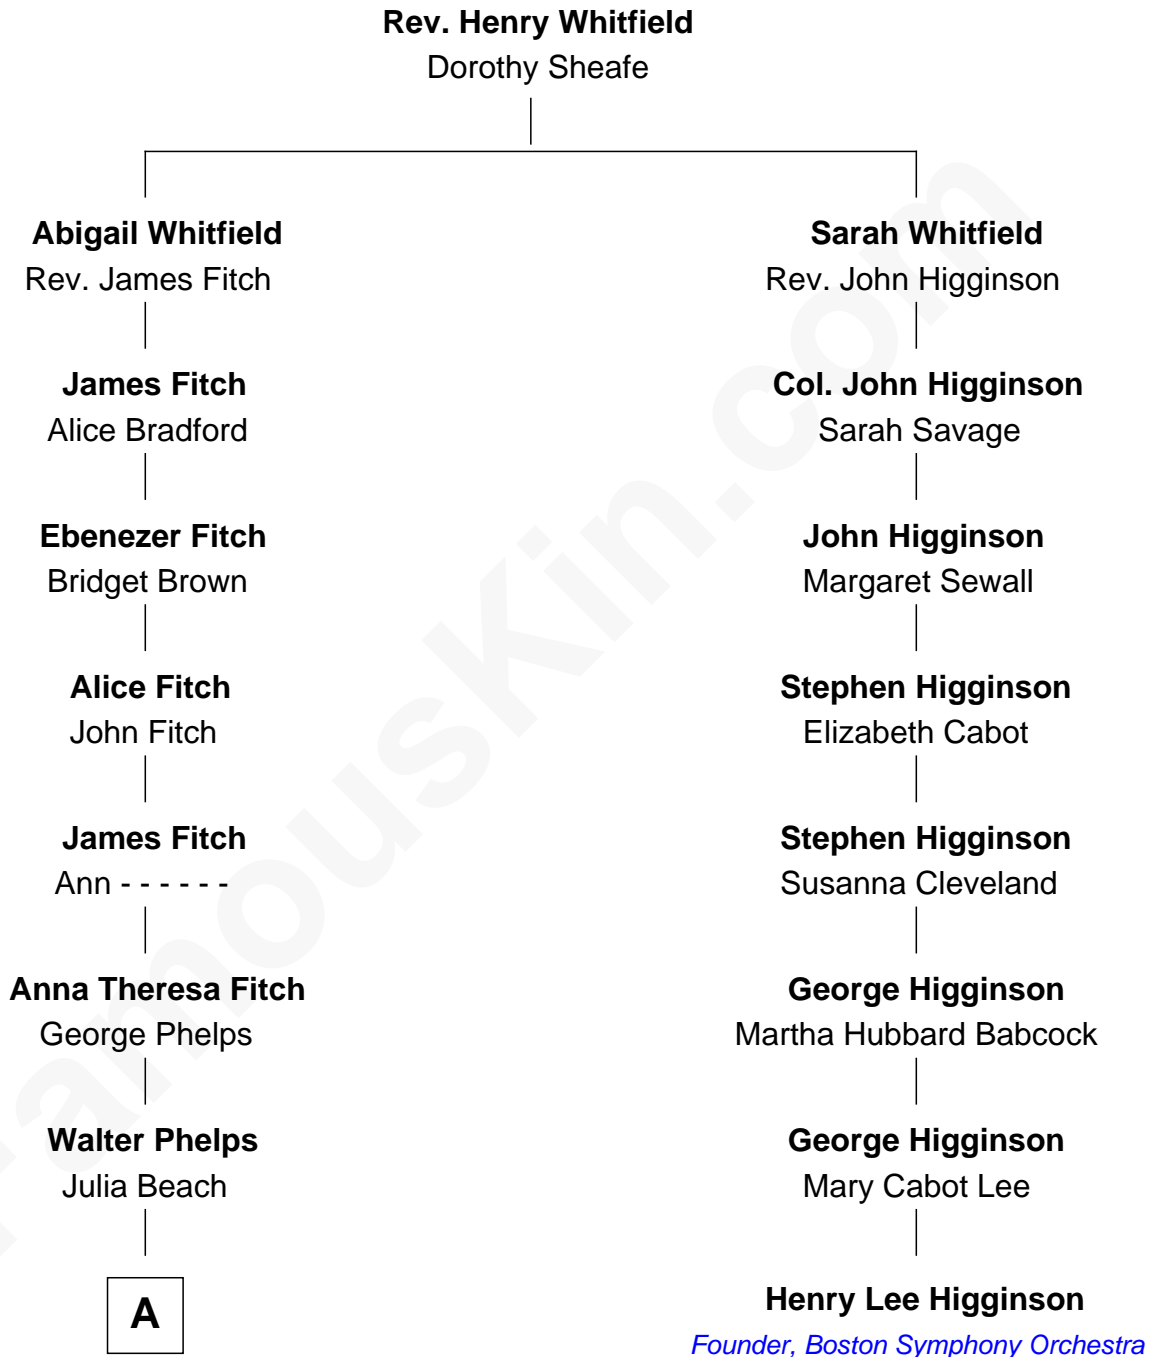 Rev. Henry Whitfield
Dorothy Sheafe
Abigail Whitfield
Rev. James Fitch
James Fitch
Alice Bradford
Ebenezer Fitch
Bridget Brown
Alice Fitch
John Fitch
James Fitch
Ann - - - - - -
Anna Theresa Fitch
George Phelps
Walter Phelps
Julia Beach
A
Sarah Whitfield
Rev. John Higginson
Col. John Higginson
Sarah Savage
John Higginson
Margaret Sewall
Stephen Higginson
Elizabeth Cabot
Stephen Higginson
Susanna Cleveland
George Higginson
Martha Hubbard Babcock
George Higginson
Mary Cabot Lee
Henry Lee Higginson
Founder, Boston Symphony Orchestra
FamousKin.com